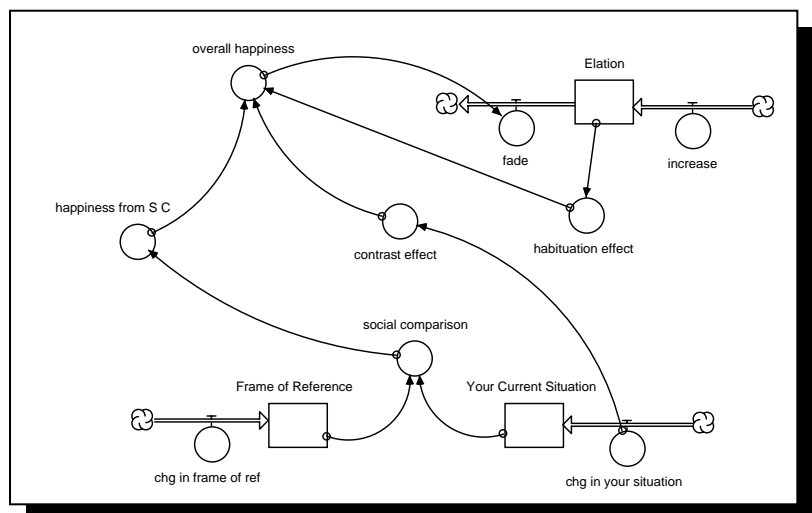 overall happiness
Elation
fade
increase
happiness from S C
contrast effect
habituation effect
social comparison
Frame of Reference
Your Current Situation
chg in frame of ref
chg in your situation